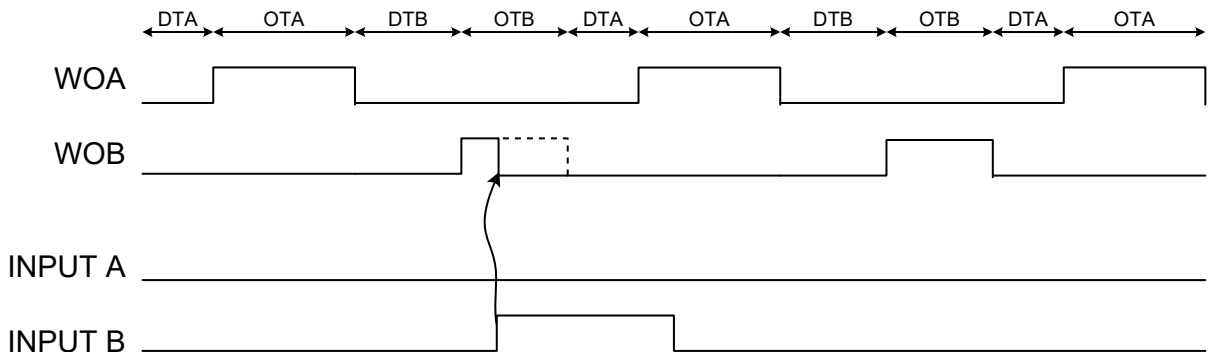 DTA OTA DTB OTB DTA OTA DTB OTB DTA OTA
WOA
WOB
INPUT A
INPUT B